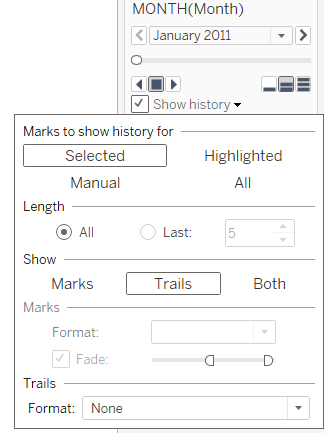 MONTH(Month)
January 2011
Show history
Marks to show history for
Selected Highlighted
Manual All
Length
All Last: 5
Show
Marks Trails Both
Marks
Format:
Fade:
Trails
Format: None